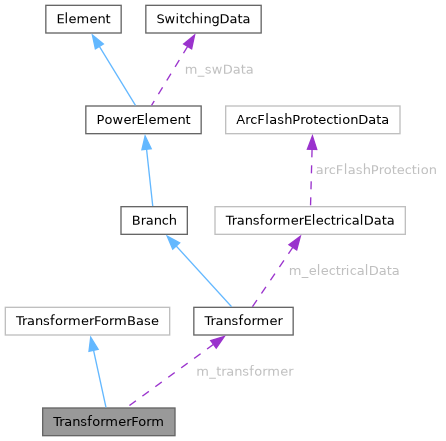 Element
SwitchingData
m_swData
PowerElement
ArcFlashProtectionData
arcFlashProtection
Branch
TransformerElectricalData
m_electricalData
TransformerFormBase
Transformer
m_transformer
TransformerForm